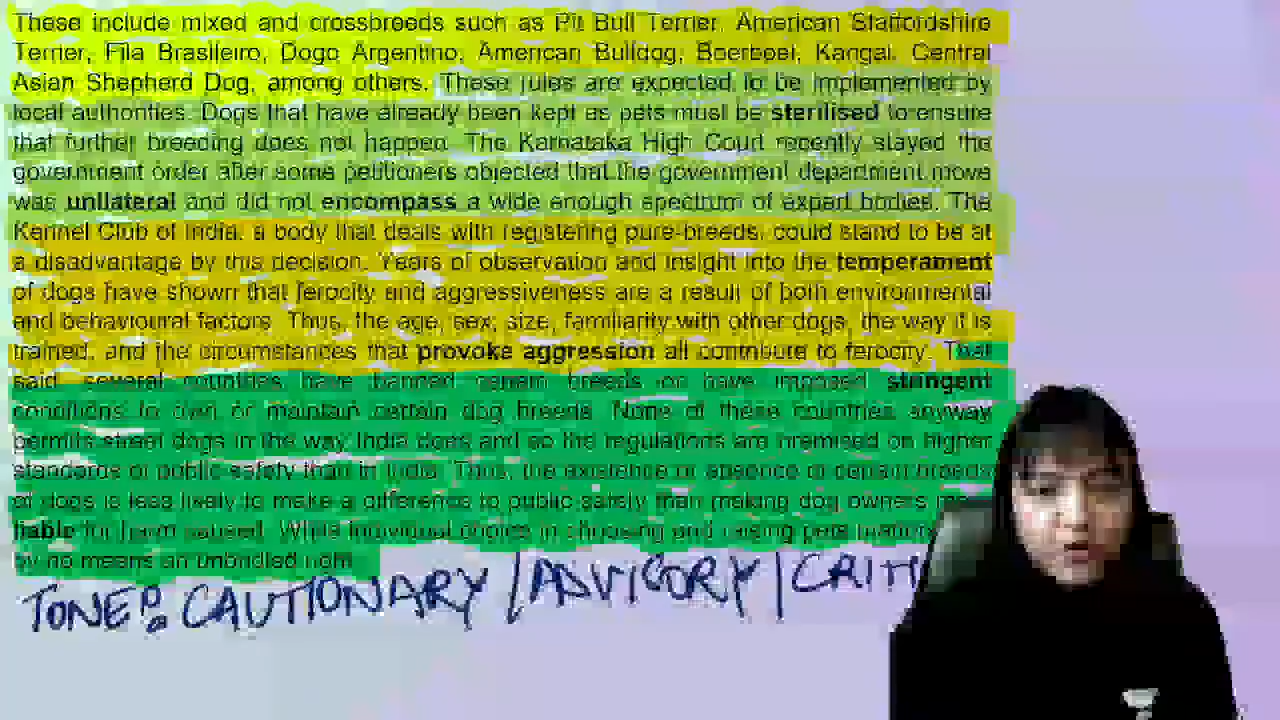 These include mixed and crossbreeds such as Pit Bull Terrier, American Staffordshire
Terrier, Fila Brasileiro, Dogo Argentino, American Bulldog, Boerboel, Kangal, Central
Asian Shepherd Dog, among others. These rules are expected to be implemented by
local authorities. Dogs that have already been kept as pets must be sterilised to ensure
that further breeding does not happen. The Karnataka High Court recently stayed the
government order after some petitioners objected that the government department move
was unilateral and did not encompass a wide enough spectrum of expert bodies. The
Kennel Club of India, a body that deals with registering pure-breeds, could stand to be at
a disadvantage by this decision. Years of observation and insight into the temperament
of dogs have shown that ferocity and aggressiveness are a result of both environmental
and behavioural factors. Thus, the age, sex, size, familiarity with other dogs, the way it is
trained, and the circumstances that provoke aggression all contribute to ferocity. That
said, several countries have banned certain breeds or have imposed stringent
conditions to own or maintain certain dog breeds. None of these countries anyway
permits street dogs in the way India does and so the regulations are premised on higher
standards of public safety than in India. Thus, the existence or absence of certain breeds
of dogs is less likely to make a difference to public safety than making dog owners
liable for harm caused. While individual choice in choosing and raising pets
by no means an unbridled right.
TONE: CAUTIONARY / ADVISORY / CRITI